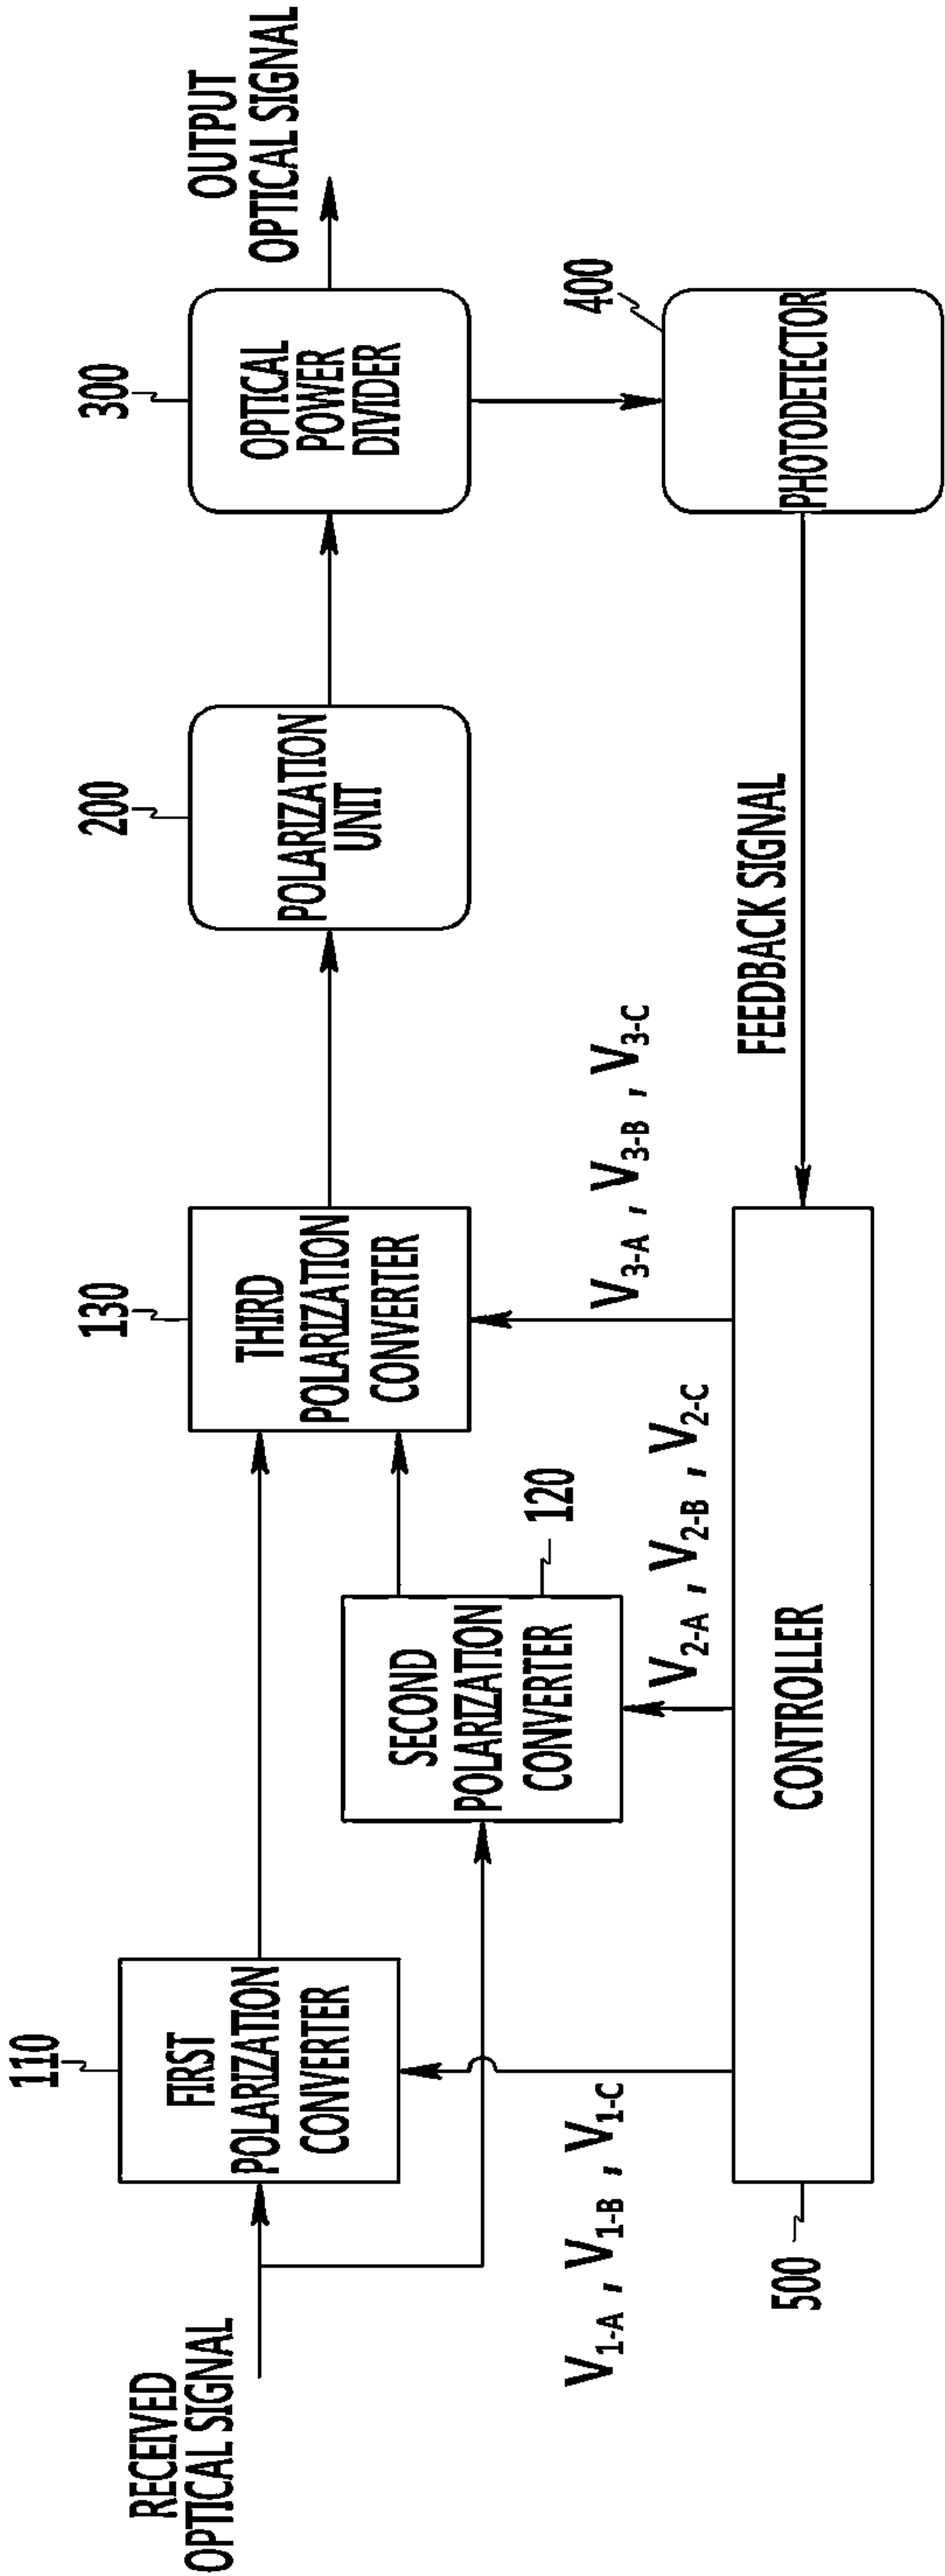 RECEIVED
OPTICAL SIGNAL
110
FIRST
POLARIZATION
CONVERTER
SECOND
POLARIZATION
CONVERTER
120
130
THIRD
POLARIZATION
CONVERTER
200
POLARIZATION
UNIT
300
OPTICAL
POWER
DIVIDER
OUTPUT
OPTICAL SIGNAL
V1-A , V1-B , V1-C
V2-A , V2-B , V2-C
V3-A , V3-B , V3-C
FEEDBACK SIGNAL
400
PHOTODETECTOR
500
CONTROLLER